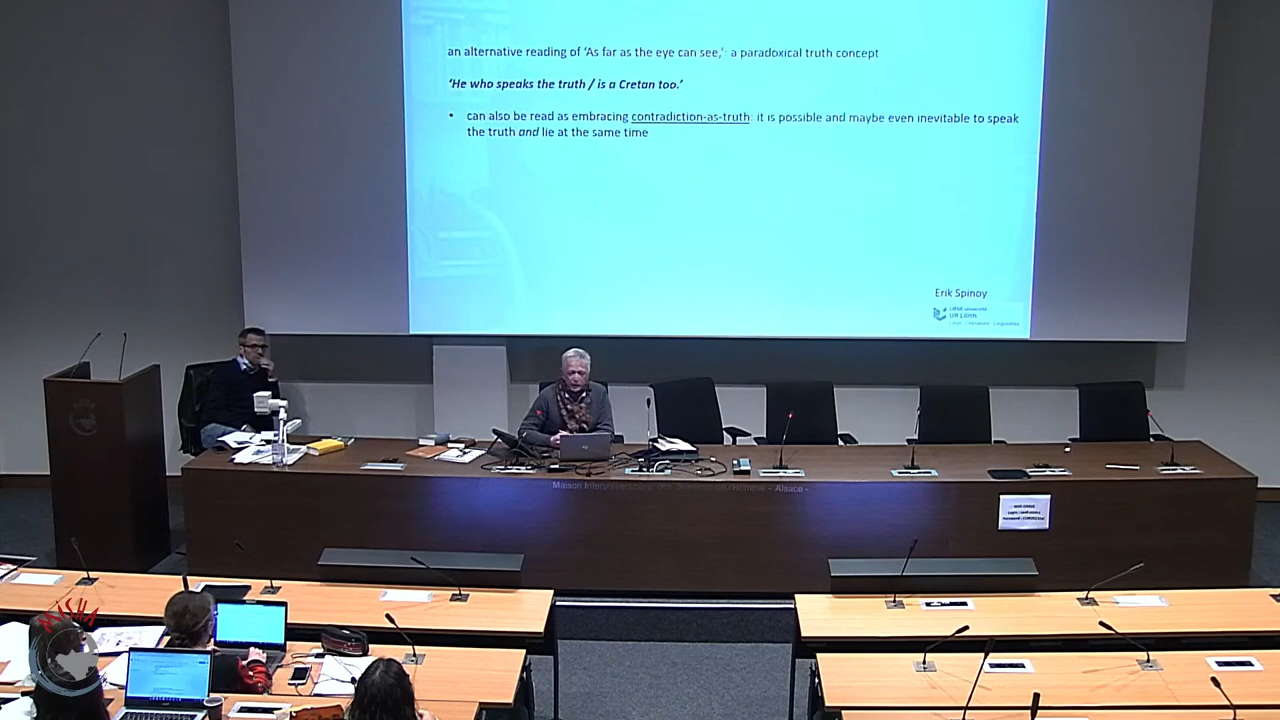 an alternative reading of 'As far as the eye can see,': a paradoxical truth concept
'He who speaks the truth / is a Cretan too.'
• can also be read as embracing contradiction-as-truth: it is possible and maybe even inevitable to speak
the truth and lie at the same time
Erik Spinoy
Maison Interuniversitaire des Sciences de l'Homme – Alsace -
MISHA